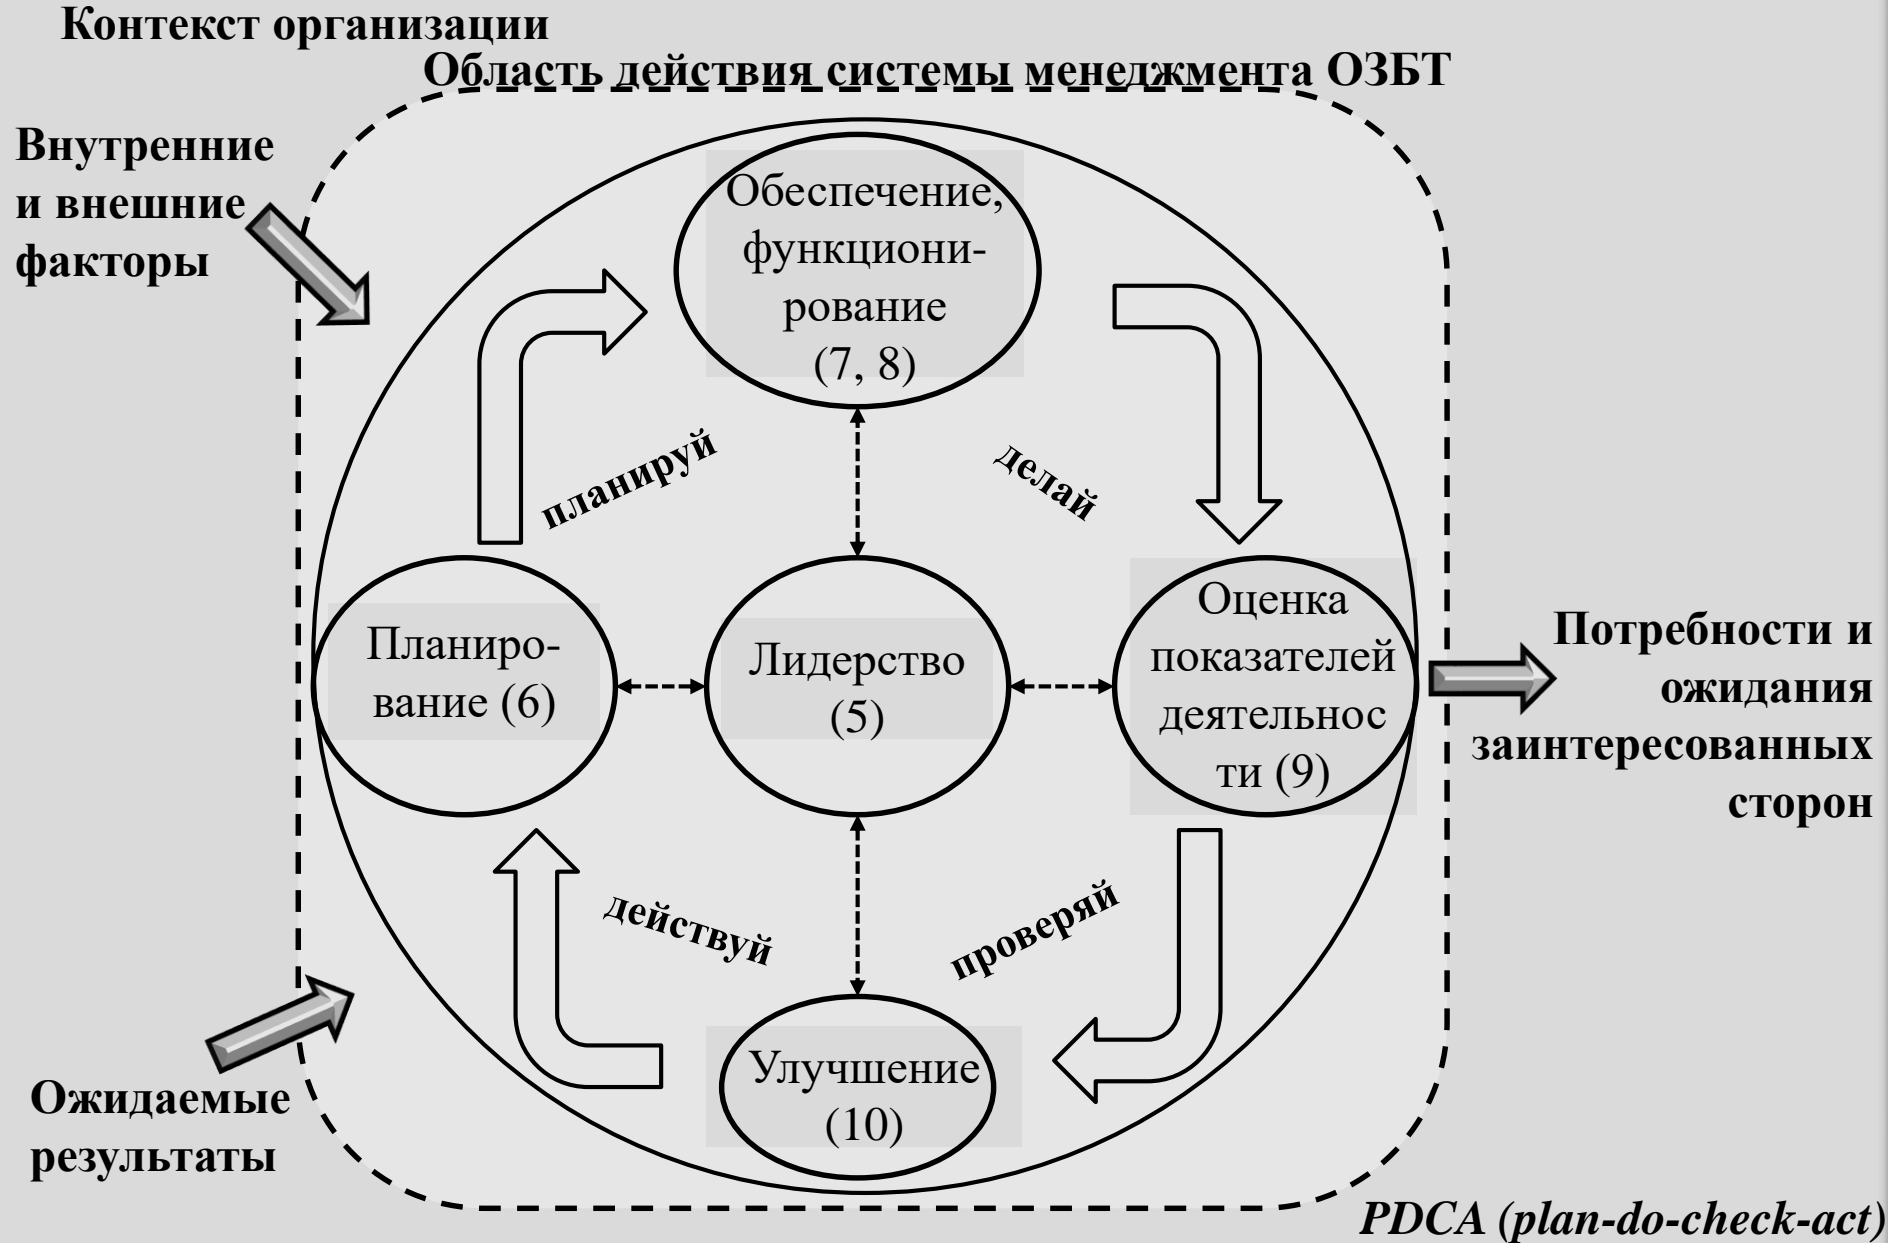 Контекст организации
Область действия системы менеджмента ОЗБТ
Внутренние
и внешние
факторы
Обеспечение,
функциони-
рование
(7, 8)
планируй
делай
Планиро-
вание (6)
Лидерство
(5)
Оценка
показателей
деятельнос
ти (9)
Потребности и
ожидания
заинтересованных
сторон
действуй
проверяй
Улучшение
(10)
Ожидаемые
результаты
PDCA (plan-do-check-act)